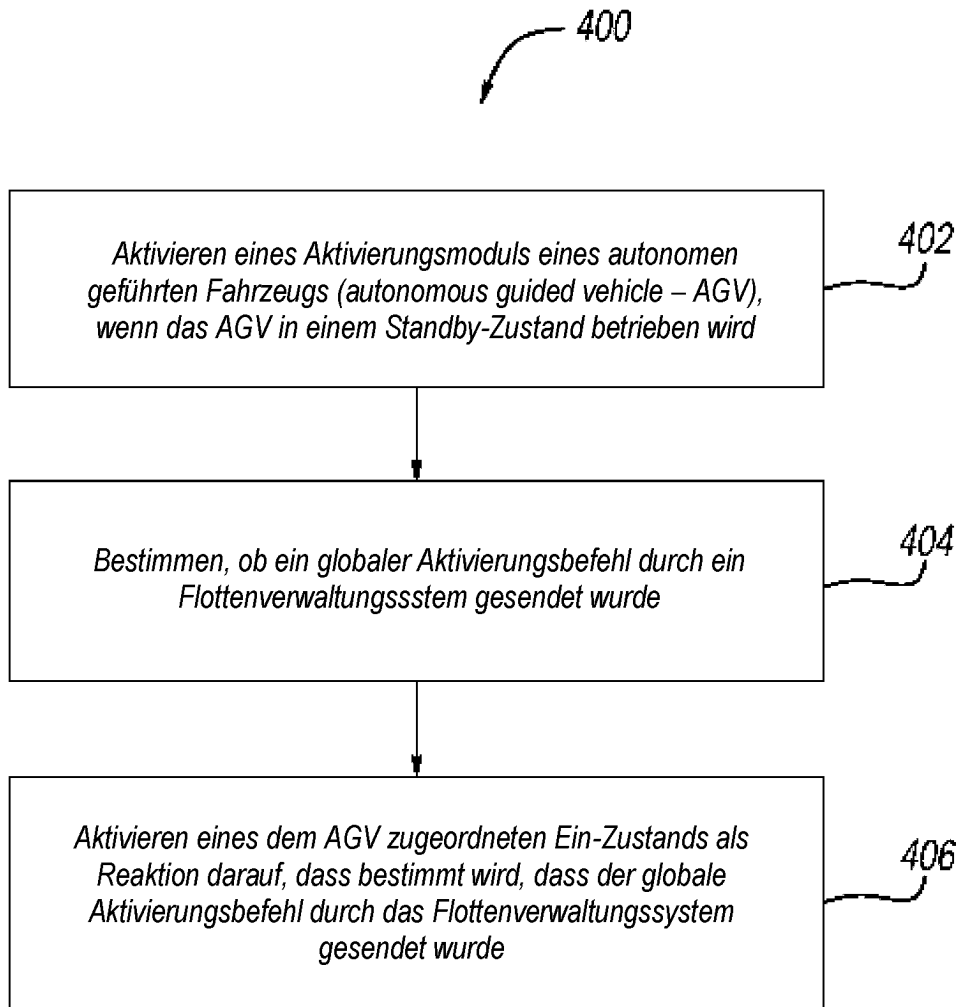 400
Aktivieren eines Aktivierungsmoduls eines autonomen
geführten Fahrzeugs (autonomous guided vehicle – AGV),
wenn das AGV in einem Standby-Zustand betrieben wird
402
Bestimmen, ob ein globaler Aktivierungsbefehl durch ein
Flottenverwaltungssstem gesendet wurde
404
Aktivieren eines dem AGV zugeordneten Ein-Zustands als
Reaktion darauf, dass bestimmt wird, dass der globale
Aktivierungsbefehl durch das Flottenverwaltungssystem
gesendet wurde
406